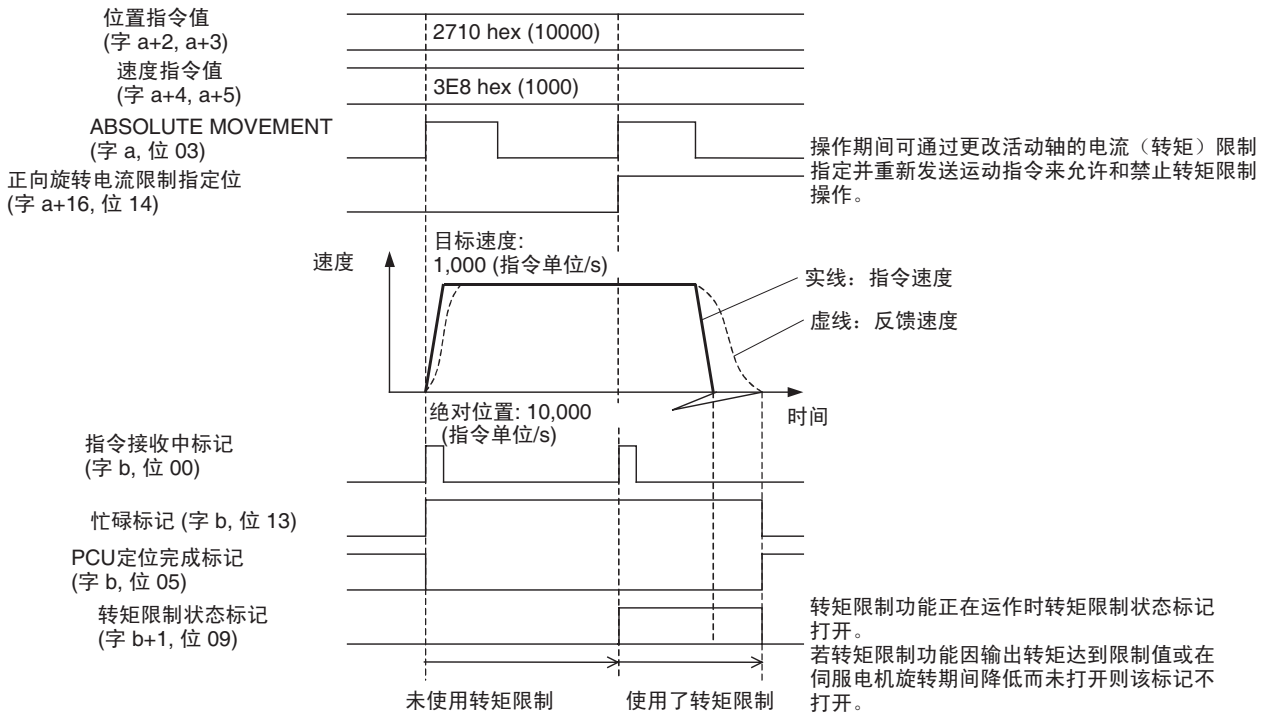 位置指令值
(字 a+2, a+3)
2710 hex (10000)
速度指令值
(字 a+4, a+5)
3E8 hex (1000)
ABSOLUTE MOVEMENT
(字 a, 位 03)
正向旋转电流限制指定位
(字 a+16, 位 14)
操作期间可通过更改活动轴的电流（转矩）限制
指定并重新发送运动指令来允许和禁止转矩限制
操作。
速度
目标速度:
1,000 (指令单位/s)
实线：指令速度
虚线：反馈速度
时间
绝对位置: 10,000
(指令单位/s)
指令接收中标记
(字 b, 位 00)
忙碌标记 (字 b, 位 13)
PCU定位完成标记
(字 b, 位 05)
转矩限制状态标记
(字 b+1, 位 09)
转矩限制功能正在运作时转矩限制状态标记
打开。
若转矩限制功能因输出转矩达到限制值或在
伺服电机旋转期间降低而未打开则该标记不
打开。
未使用转矩限制
使用了转矩限制